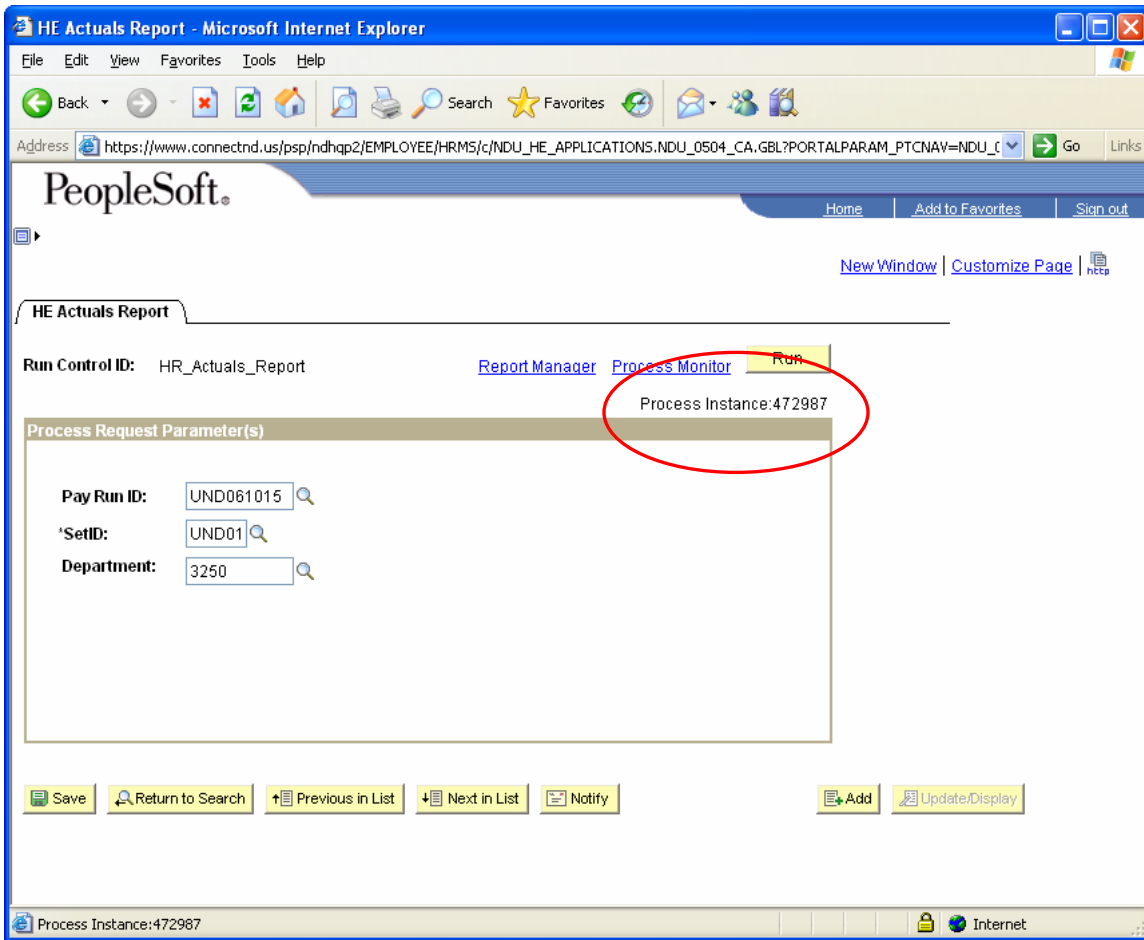 HE Actuals Report - Microsoft Internet Explorer
File Edit View Favorites Tools Help
Back Search Favorites
Address https://www.connectnd.us/psp/ndhqp2/EMPLOYEE/HRMS/c/NDU_HE_APPLICATIONS.NDU_0504_CA.GBL?PORTALPARAM_PTCNAV=NDU_ Go Links
PeopleSoft®
Home Add to Favorites Sign out
New Window | Customize Page | http
HE Actuals Report
Run Control ID: HR_Actuals_Report Report Manager Process Monitor Run
Process Instance:472987
Process Request Parameter(s)
Pay Run ID: UND061015
*SetID: UND01
Department: 3250
Save Return to Search Previous in List Next in List Notify Add Update/Display
Process Instance:472987 Internet